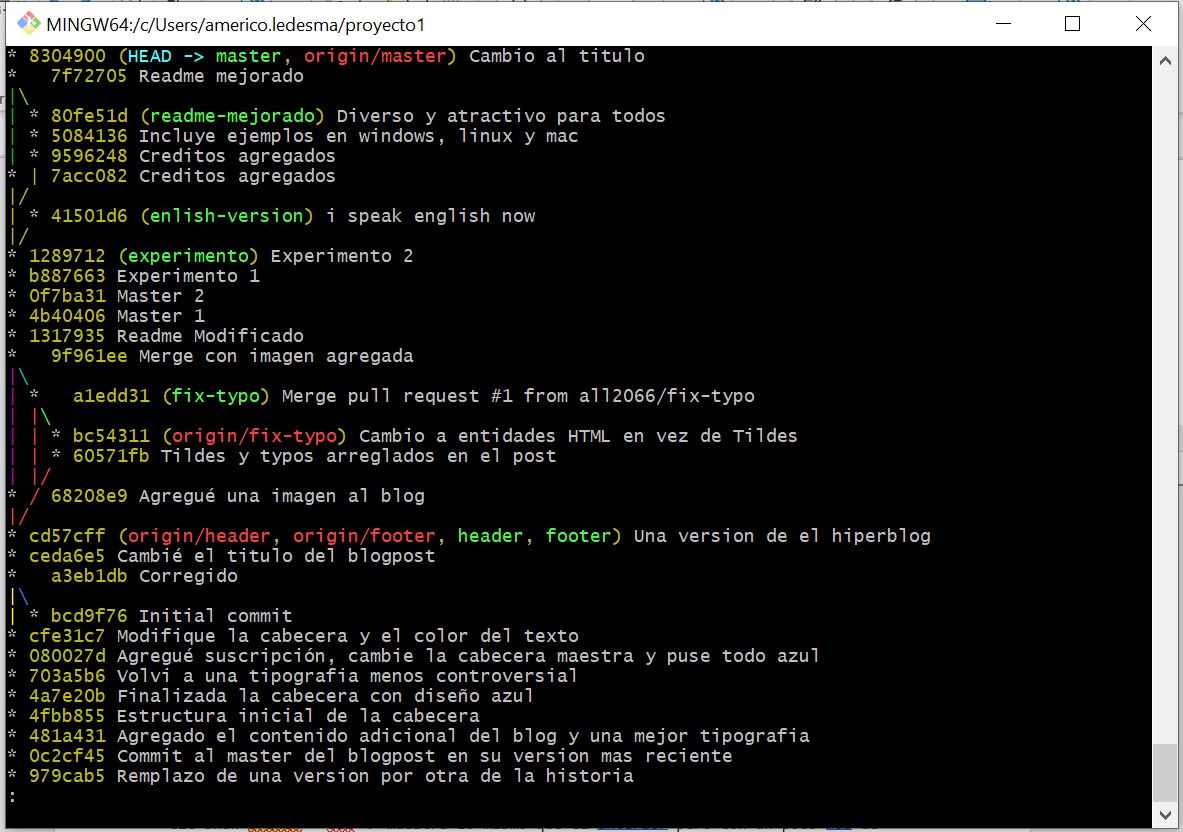 MINGW64:/c/Users/americo.ledesma/proyecto1
* 8304900 (HEAD -> master, origin/master) Cambio al titulo
*   7f72705 Readme mejorado
|\
| * 80fe51d (readme-mejorado) Diverso y atractivo para todos
| * 5084136 Incluye ejemplos en windows, linux y mac
| * 9596248 Creditos agregados
* | 7acc082 Creditos agregados
|/
| * 41501d6 (enlish-version) i speak english now
|/
* 1289712 (experimento) Experimento 2
* b887663 Experimento 1
* 0f7ba31 Master 2
* 4b40406 Master 1
* 1317935 Readme Modificado
*   9f961ee Merge con imagen agregada
|\
| *   a1edd31 (fix-typo) Merge pull request #1 from all2066/fix-typo
| |\
| | * bc54311 (origin/fix-typo) Cambio a entidades HTML en vez de Tildes
| | * 60571fb Tildes y typos arreglados en el post
| |/
* / 68208e9 Agregué una imagen al blog
|/
* cd57cff (origin/header, origin/footer, header, footer) Una version de el hiperblog
* ceda6e5 Cambié el titulo del blogpost
*   a3eb1db Corregido
|\
| * bcd9f76 Initial commit
* cfe31c7 Modifique la cabecera y el color del texto
* 080027d Agregué suscripción, cambie la cabecera maestra y puse todo azul
* 703a5b6 Volvi a una tipografia menos controversial
* 4a7e20b Finalizada la cabecera con diseño azul
* 4fbb855 Estructura inicial de la cabecera
* 481a431 Agregado el contenido adicional del blog y una mejor tipografia
* 0c2cf45 Commit al master del blogpost en su version mas reciente
* 979cab5 Remplazo de una version por otra de la historia
: